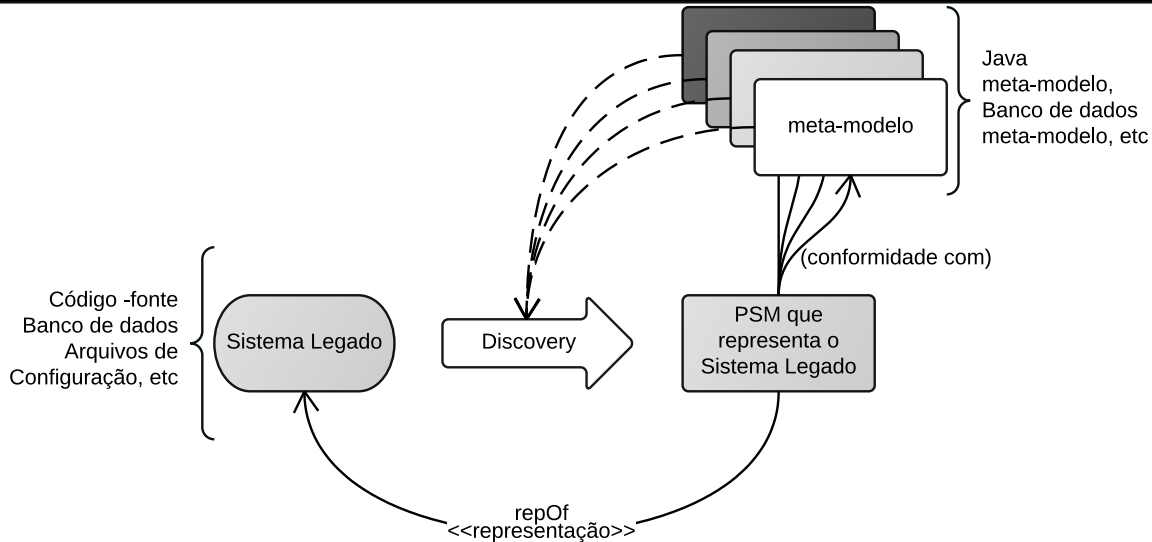 Java
meta-modelo,
Banco de dados
meta-modelo, etc
meta-modelo
(conformidade com)
Código -fonte
Banco de dados
Arquivos de
Configuração, etc
Sistema Legado
Discovery
PSM que
representa o
Sistema Legado
repOf
<<representação>>